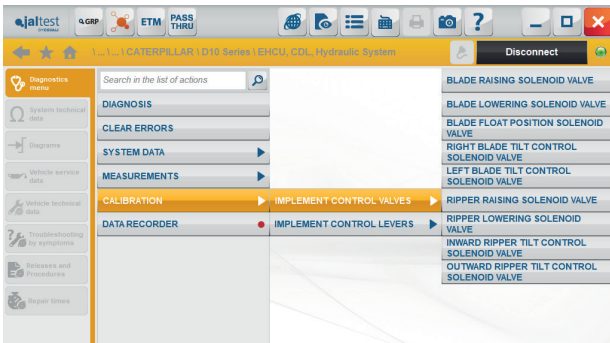 ajaltest
GRP
ETM
PASS
THRU
?
\ ... \ ... \ CATERPILLAR \ D10 Series \ EHCU, CDL, Hydraulic System
Disconnect
Diagnostics
menu
System technical
data
Diagrams
Vehicle service
data
Vehicle technical
data
Troubleshooting
by symptoms
Releases and
Procedures
Repair times
Search in the list of actions
DIAGNOSIS
CLEAR ERRORS
SYSTEM DATA
MEASUREMENTS
CALIBRATION
DATA RECORDER
IMPLEMENT CONTROL VALVES
IMPLEMENT CONTROL LEVERS
BLADE RAISING SOLENOID VALVE
BLADE LOWERING SOLENOID VALVE
BLADE FLOAT POSITION SOLENOID
VALVE
RIGHT BLADE TILT CONTROL
SOLENOID VALVE
LEFT BLADE TILT CONTROL
SOLENOID VALVE
RIPPER RAISING SOLENOID VALVE
RIPPER LOWERING SOLENOID
VALVE
INWARD RIPPER TILT CONTROL
SOLENOID VALVE
OUTWARD RIPPER TILT CONTROL
SOLENOID VALVE